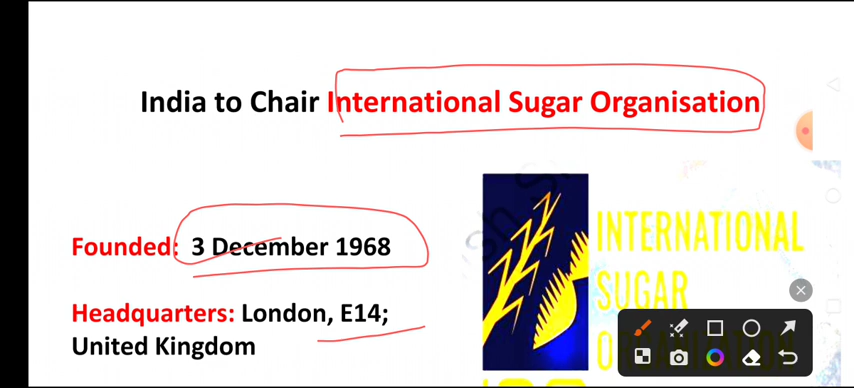 India to Chair International Sugar Organisation
Founded: 3 December 1968
Headquarters: London, E14;
United Kingdom
INTERNATIONAL
SUGAR